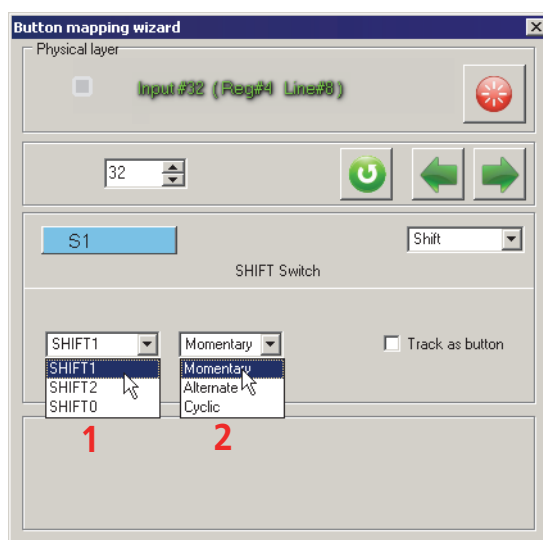 Button mapping wizard
Physical layer
Input#32 (Reg#4 Line#8)
32
S1
Shift
SHIFT Switch
SHIFT1
Momentary
Track as button
SHIFT1
Momentary
SHIFT2
Alternate
SHIFT0
Cyclic
1
2